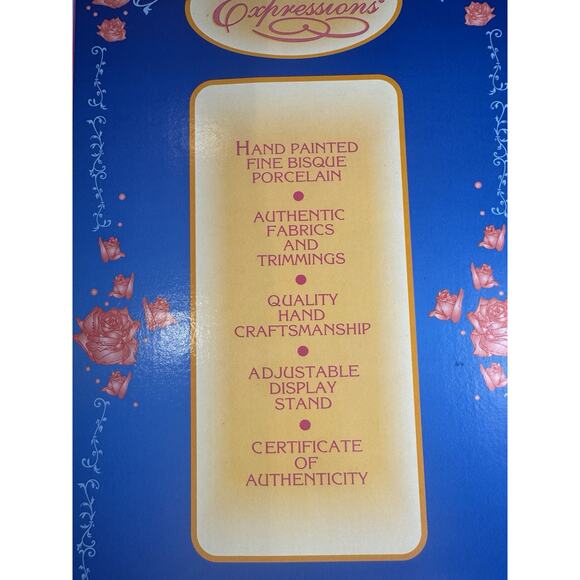 Expressions
HAND PAINTED
FINE BISQUE
PORCELAIN
●
AUTHENTIC
FABRICS
AND
TRIMMINGS
●
QUALITY
HAND
CRAFTSMANSHIP
●
ADJUSTABLE
DISPLAY
STAND
●
CERTIFICATE
OF
AUTHENTICITY